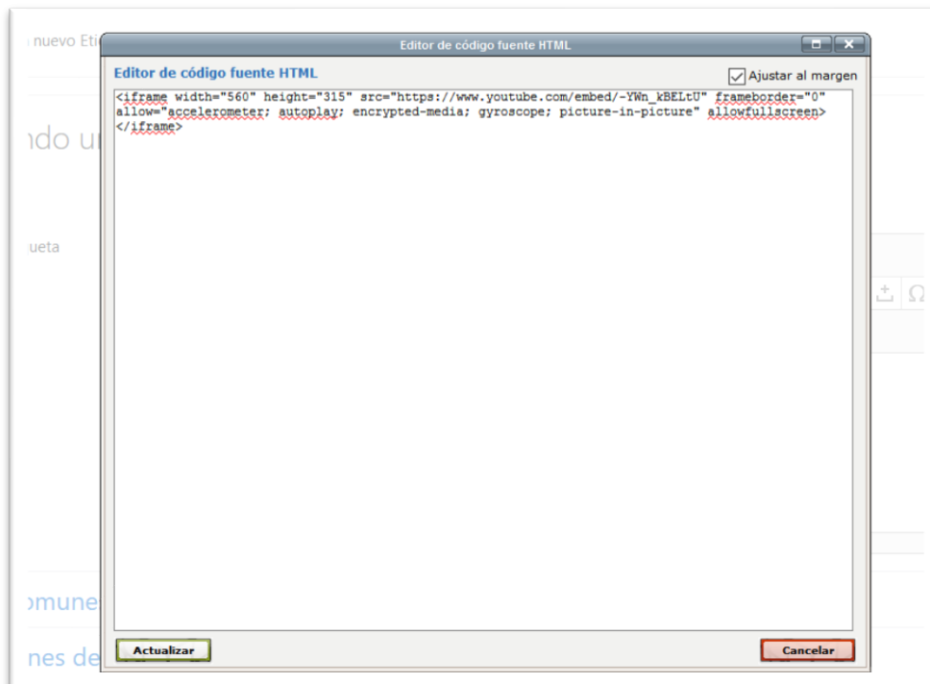 nuevo Eti
Editor de código fuente HTML
Editor de código fuente HTML
Ajustar al margen
<iframe width="560" height="315" src="https://www.youtube.com/embed/-YWn_kBELtU" frameborder="0"
allow="accelerometer; autoplay; encrypted-media; gyroscope; picture-in-picture" allowfullscreen>
</iframe>
ndo u
ueta
Ω
omune
nes de
Actualizar
Cancelar